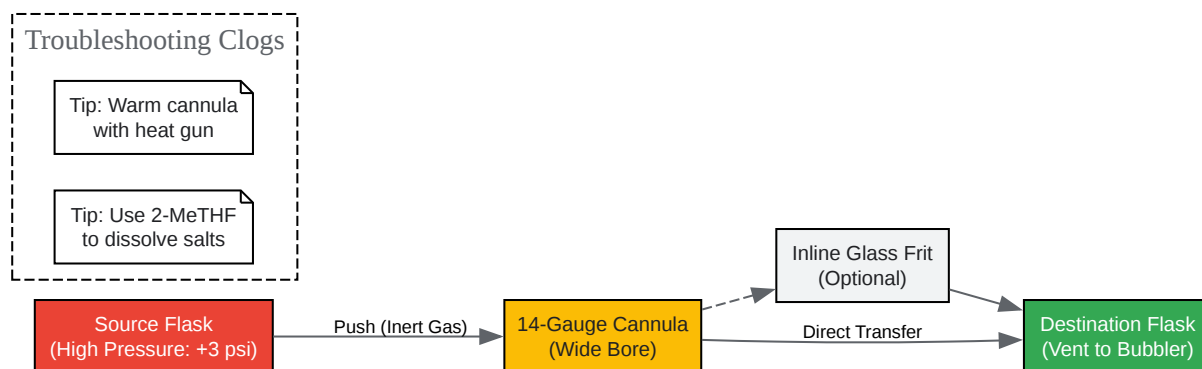 Troubleshooting Clogs
Tip: Warm cannula
with heat gun
Tip: Use 2-MeTHF
to dissolve salts
Source Flask
(High Pressure: +3 psi)
Push (Inert Gas)
14-Gauge Cannula
(Wide Bore)
Inline Glass Frit
(Optional)
Direct Transfer
Destination Flask
(Vent to Bubbler)